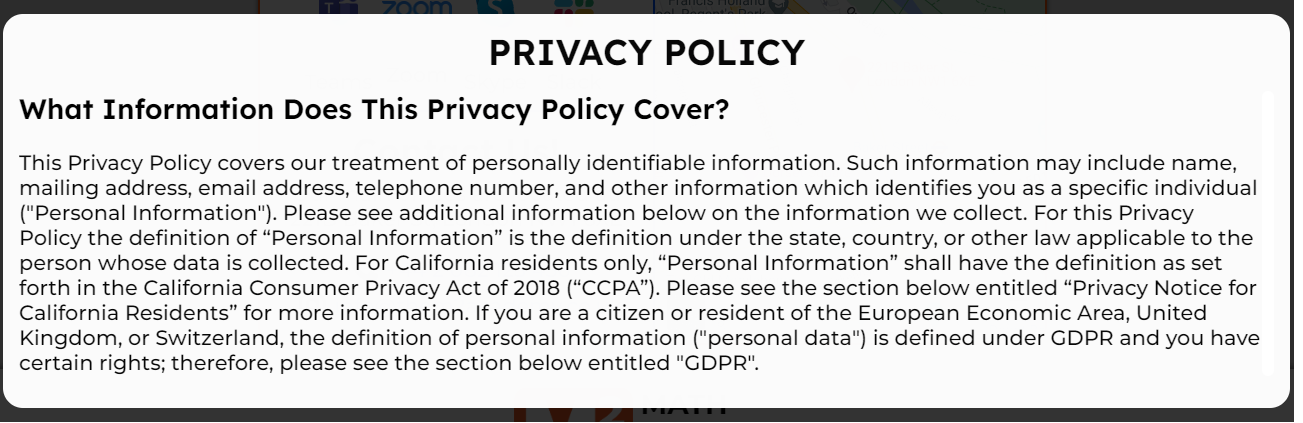 zoom
Francis Holland
PRIVACY POLICY
What Information Does This Privacy Policy Cover?
This Privacy Policy covers our treatment of personally identifiable information. Such information may include name,
mailing address, email address, telephone number, and other information which identifies you as a specific individual
("Personal Information"). Please see additional information below on the information we collect. For this Privacy
Policy the definition of “Personal Information” is the definition under the state, country, or other law applicable to the
person whose data is collected. For California residents only, “Personal Information” shall have the definition as set
forth in the California Consumer Privacy Act of 2018 (“CCPA”). Please see the section below entitled “Privacy Notice for
California Residents” for more information. If you are a citizen or resident of the European Economic Area, United
Kingdom, or Switzerland, the definition of personal information ("personal data") is defined under GDPR and you have
certain rights; therefore, please see the section below entitled "GDPR".
MATH